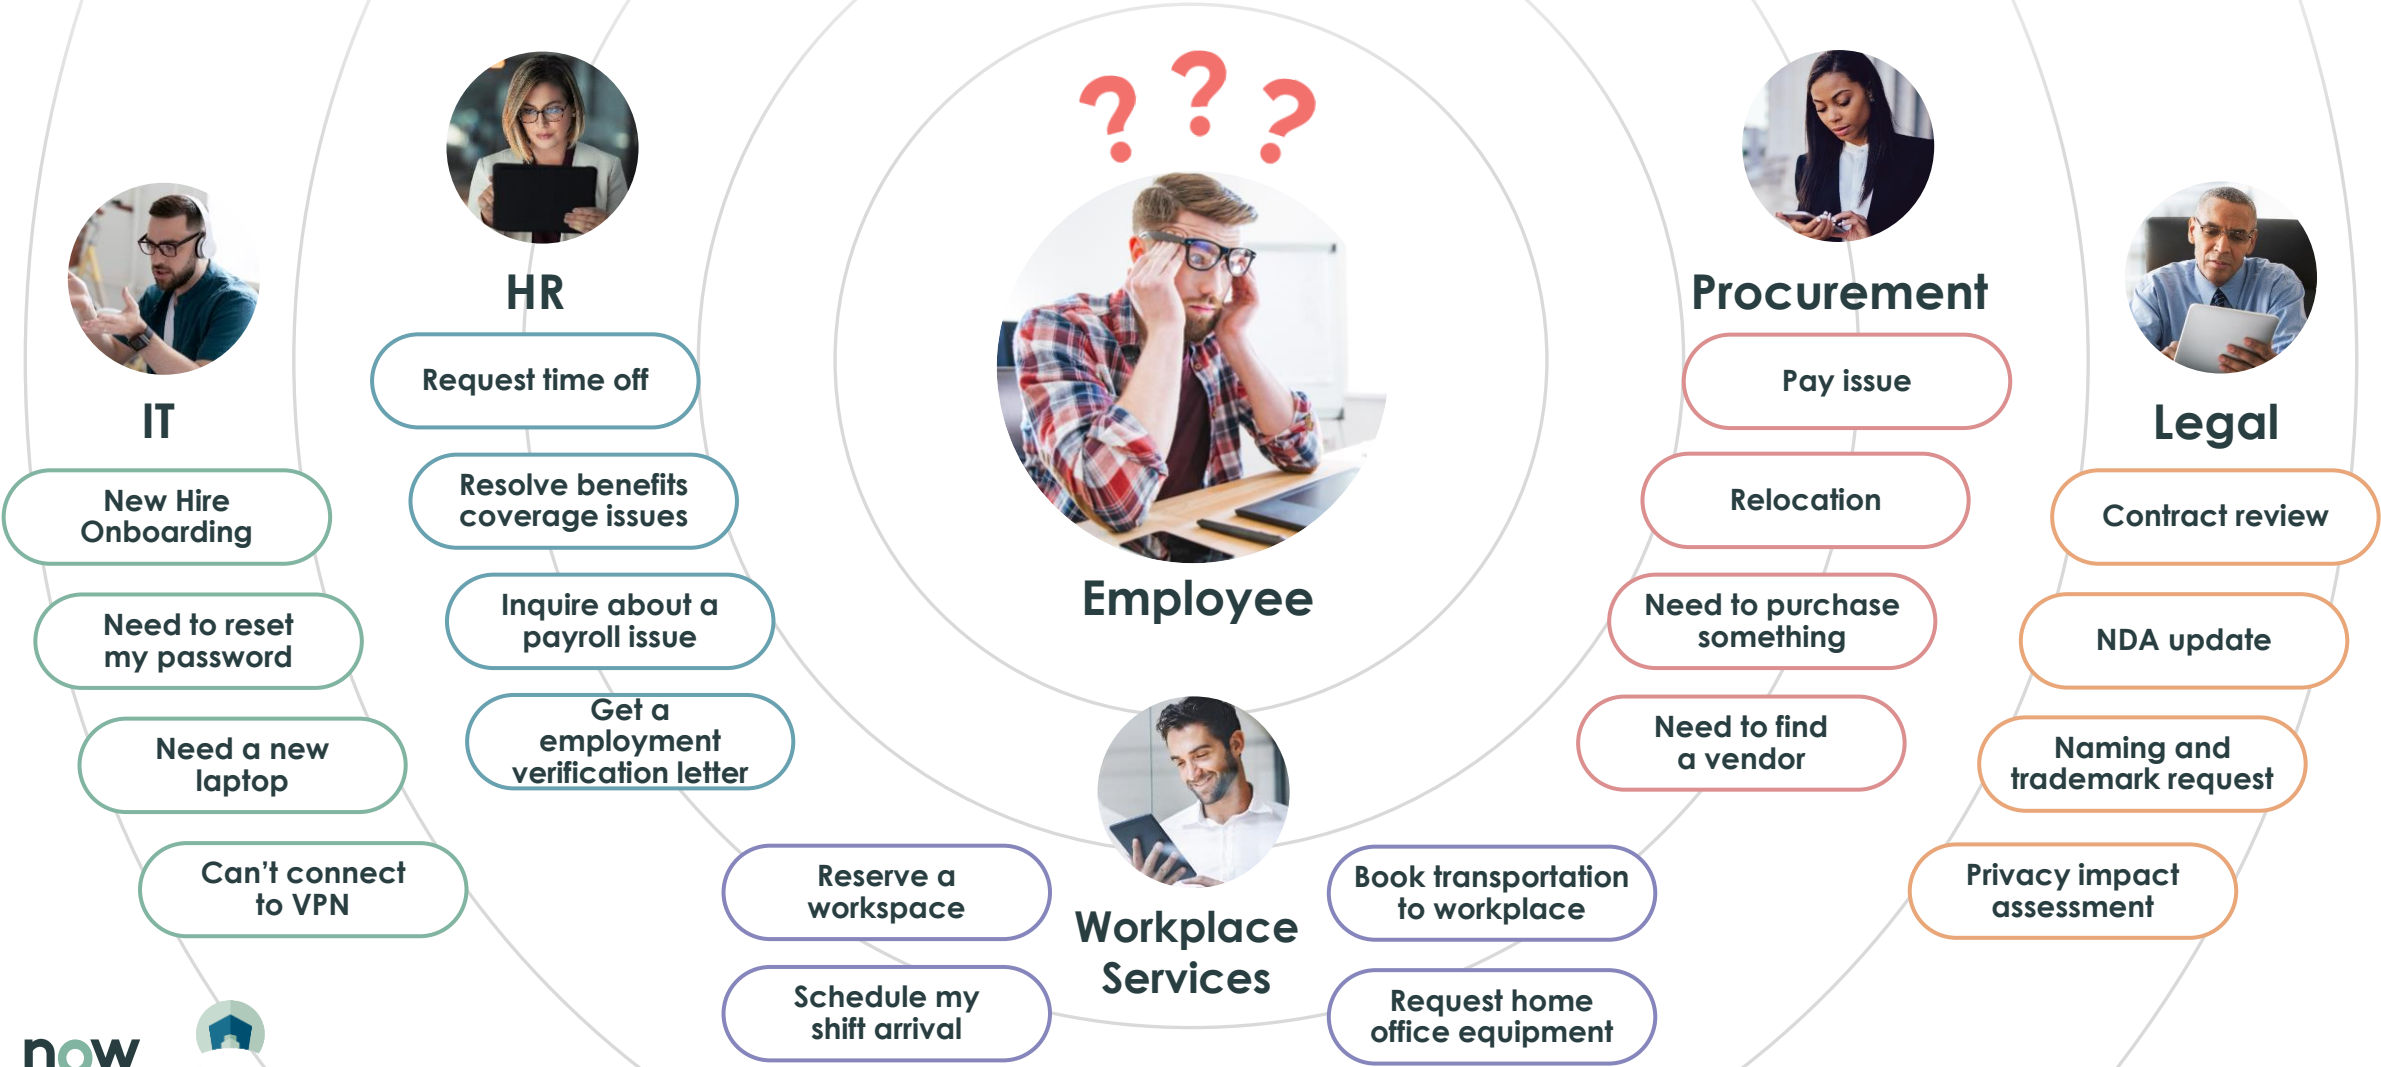 ? ? ?
IT
New Hire
Onboarding
Need to reset
my password
Need a new
laptop
Can't connect
to VPN
HR
Request time off
Resolve benefits
coverage issues
Inquire about a
payroll issue
Get a
employment
verification letter
Employee
Workplace
Services
Reserve a
workspace
Schedule my
shift arrival
Book transportation
to workplace
Request home
office equipment
Procurement
Pay issue
Relocation
Need to purchase
something
Need to find
a vendor
Legal
Contract review
NDA update
Naming and
trademark request
Privacy impact
assessment
now